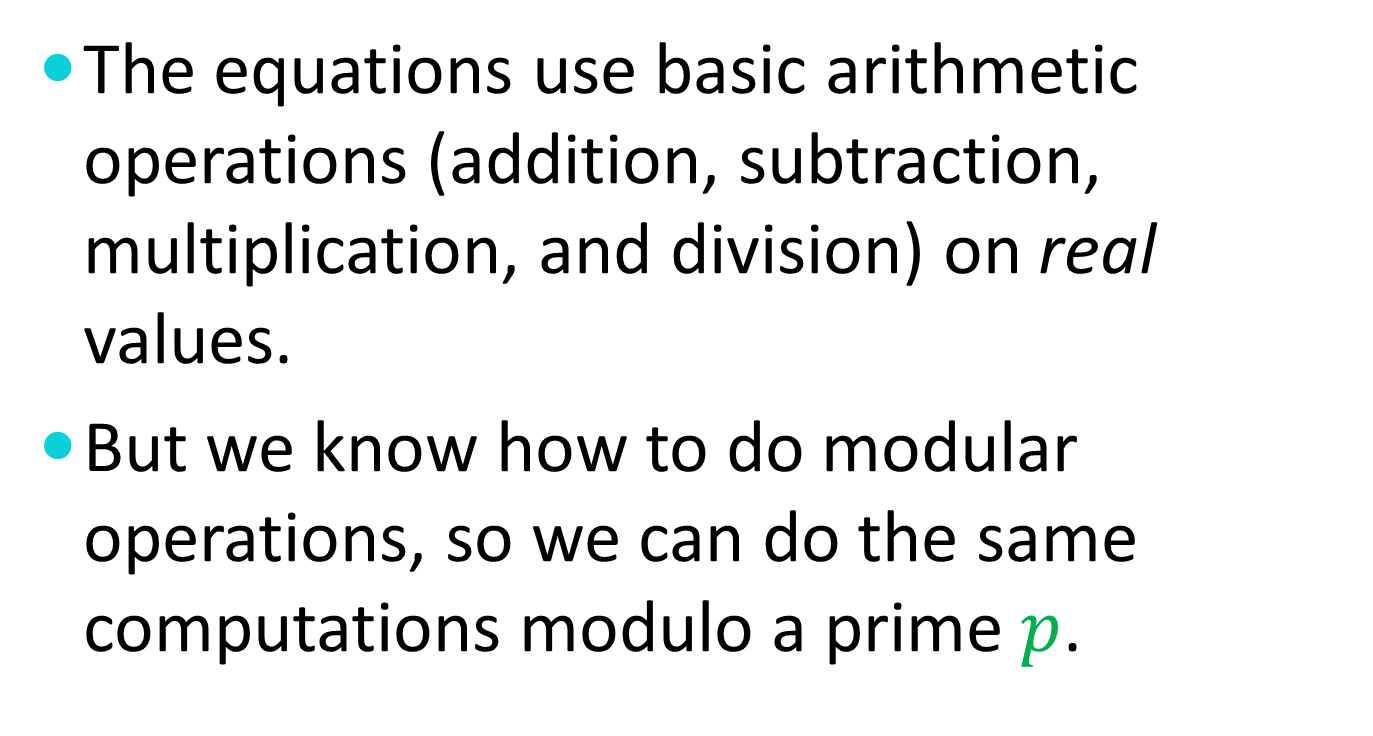 • The equations use basic arithmetic
operations (addition, subtraction,
multiplication, and division) on real
values.
• But we know how to do modular
operations, so we can do the same
computations modulo a prime p.